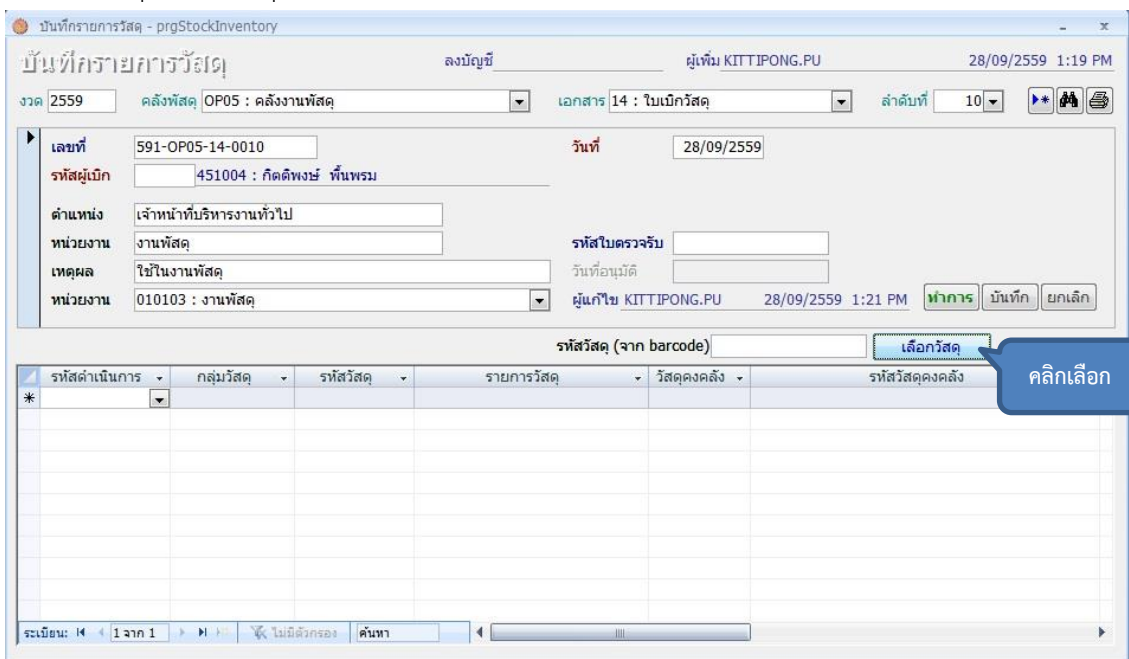 บันทึกรายการวัสดุ - prgStockInventory
บันทึกรายการวัสดุ ลงบัญชี ผู้เพิ่ม KITTIPONG.PU 28/09/2559 1:19 PM
งวด 2559 คลังพัสดุ OP05 : คลังงานพัสดุ เอกสาร 14 : ใบเบิกวัสดุ ลำดับที่ 10
เลขที่ 591-OP05-14-0010 วันที่ 28/09/2559
รหัสผู้เบิก 451004 : กิตติพงษ์ พื้นพรม
ตำแหน่ง เจ้าหน้าที่บริหารงานทั่วไป
หน่วยงาน งานพัสดุ รหัสใบตรวจรับ
เหตุผล ใช้ในงานพัสดุ วันที่อนุมัติ
หน่วยงาน 010103 : งานพัสดุ ผู้แก้ไข KITTIPONG.PU 28/09/2559 1:21 PM ทำการ บันทึก ยกเลิก
รหัสวัสดุ (จาก barcode) เลือกวัสดุ
คลิกเลือก
รหัสดำเนินการ กลุ่มวัสดุ รหัสวัสดุ รายการวัสดุ วัสดุคงคลัง รหัสวัสดุคงคลัง
ระเบียน: 1 จาก 1 ไม่มีตัวกรอง ค้นหา